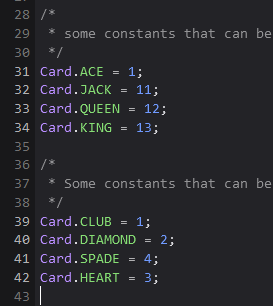 28 /*
29  * some constants that can be
30  */
31 Card.ACE = 1;
32 Card.JACK = 11;
33 Card.QUEEN = 12;
34 Card.KING = 13;
35
36 /*
37  * Some constants that can be
38  */
39 Card.CLUB = 1;
40 Card.DIAMOND = 2;
41 Card.SPADE = 4;
42 Card.HEART = 3;
43